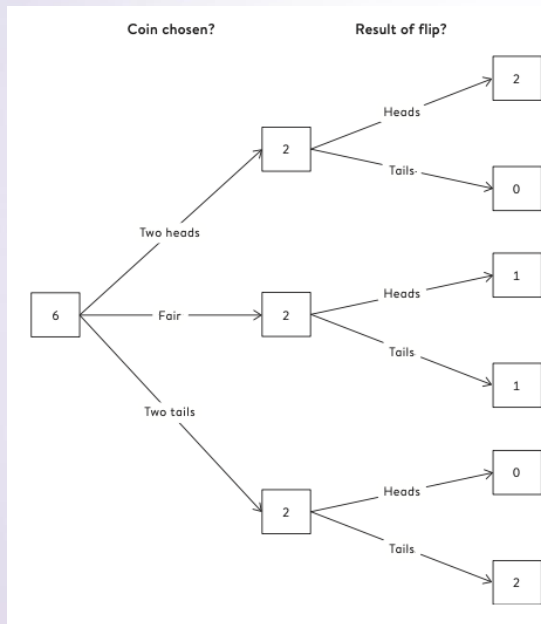 Coin chosen? Result of flip?
2
Heads
2
Tails
0
Two heads
1
Heads
6 Fair 2
Tails
1
Two tails
0
Heads
2
Tails
2